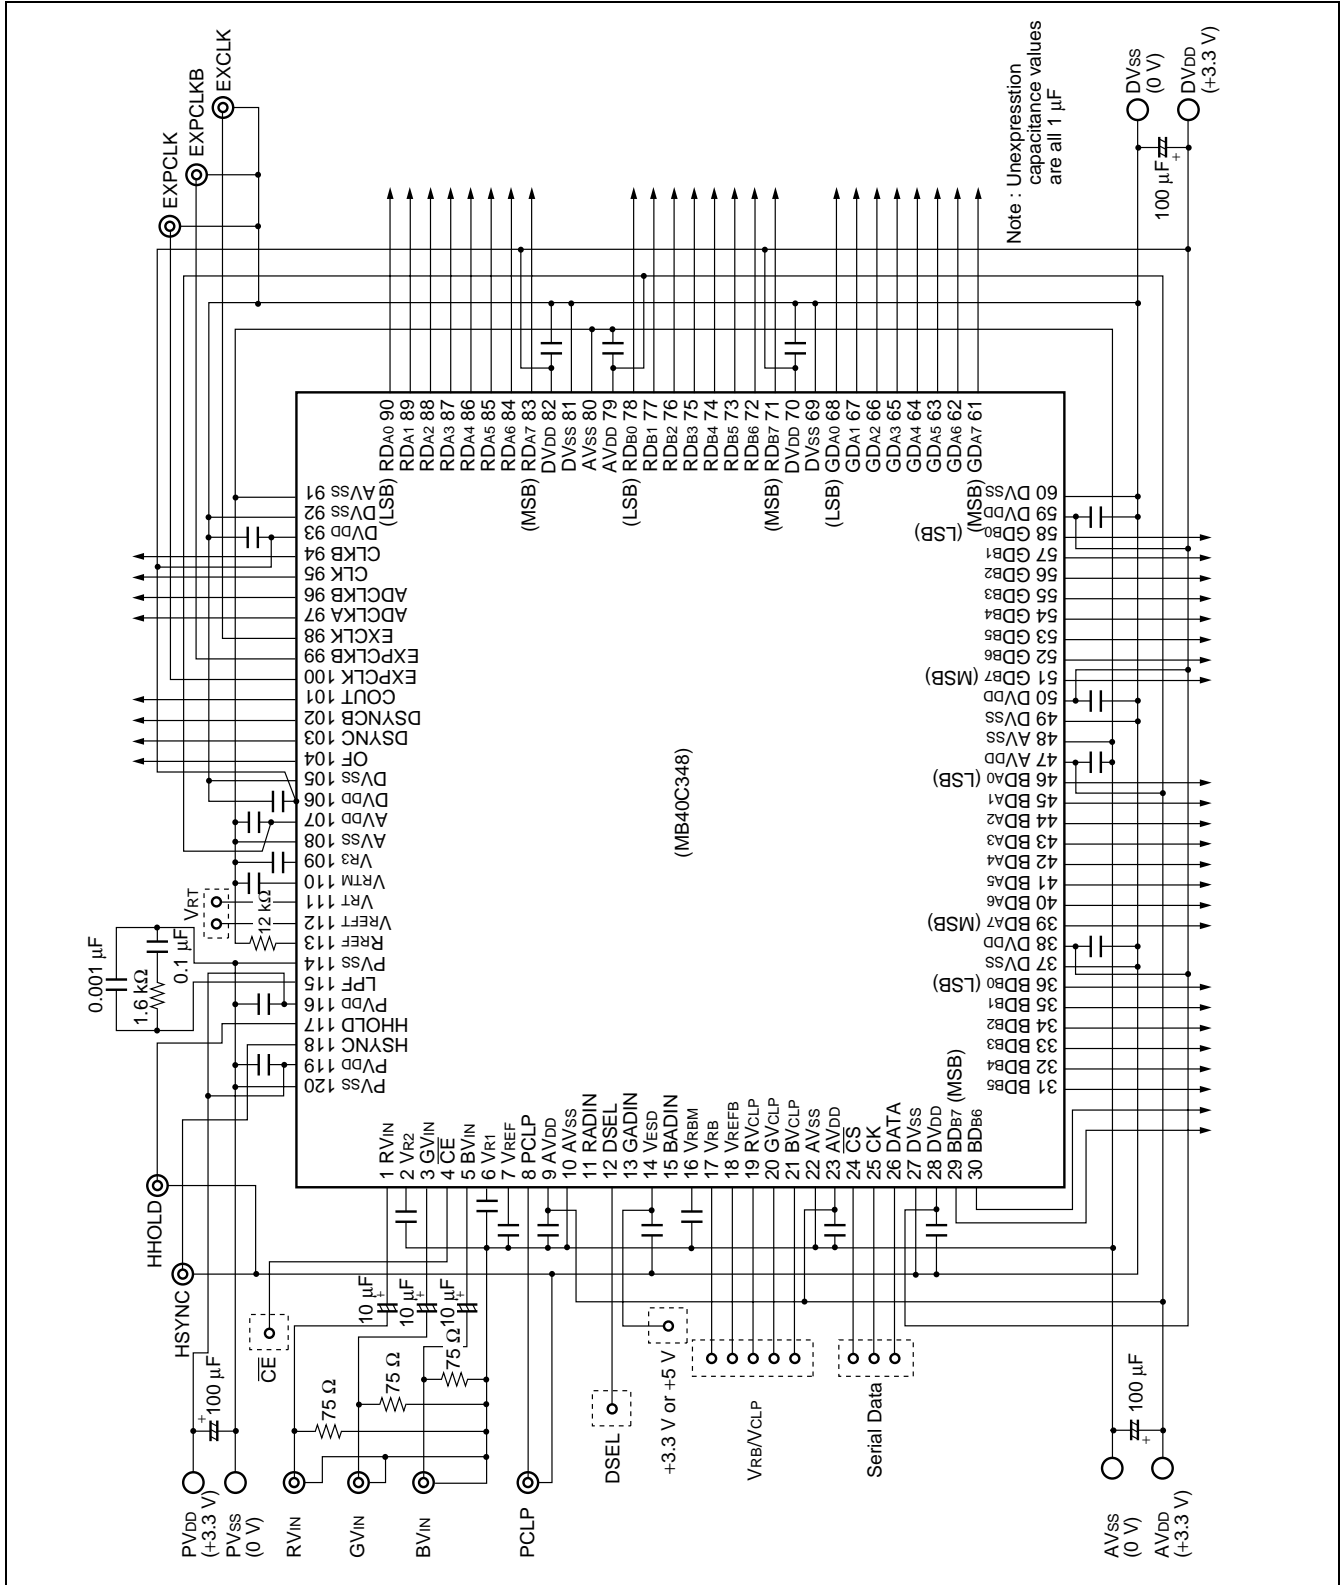 EXPCLK
EXPCLKB
EXCLK
DVSS
(0 V)
DVDD
(+3.3 V)
100 µF
+
Note : Unexpresstion
capacitance values
are all 1 µF
(LSB) RDA0 90
RDA1 89
RDA2 88
RDA3 87
RDA4 86
RDA5 85
RDA6 84
(MSB) RDA7 83
DVDD 82
DVSS 81
AVSS 80
AVDD 79
(LSB) RDB0 78
RDB1 77
RDB2 76
RDB3 75
RDB4 74
RDB5 73
RDB6 72
(MSB) RDB7 71
DVDD 70
DVSS 69
(LSB) GDA0 68
GDA1 67
GDA2 66
GDA3 65
GDA4 64
GDA5 63
GDA6 62
(MSB) GDA7 61
91 AVSS
92 DVSS
93 DVDD
94 CLKB
95 CLK
96 ADCLKB
97 ADCLKA
98 EXCLK
99 EXPCLKB
100 EXPCLK
101 COUT
102 DSYNCB
103 DSYNC
104 OF
105 DVSS
106 DVDD
107 AVDD
108 AVSS
109 VR3
110 VRTM
111 VRT
112 VREFT
113 RREF
114 PVSS
115 LPF
116 PVDD
117 HHOLD
118 HSYNC
119 PVDD
120 PVSS
VRT
12 kΩ
0.001 µF
0.1 µF
1.6 kΩ
(MB40C348)
60 DVSS
59 DVDD
58 GDB0 (LSB)
57 GDB1
56 GDB2
55 GDB3
54 GDB4
53 GDB5
52 GDB6
51 GDB7 (MSB)
50 DVDD
49 DVSS
48 AVSS
47 AVDD
46 BDA0 (LSB)
45 BDA1
44 BDA2
43 BDA3
42 BDA4
41 BDA5
40 BDA6
39 BDA7 (MSB)
38 DVDD
37 DVSS
36 BDB0 (LSB)
35 BDB1
34 BDB2
33 BDB3
32 BDB4
31 BDB5
1 RVIN
2 VR2
3 GVIN
4 CE
5 BVIN
6 VR1
7 VREF
8 PCLP
9 AVDD
10 AVSS
11 RADIN
12 DSEL
13 GADIN
14 VESD
15 BADIN
16 VRBM
17 VRB
18 VREFB
19 RVCLP
20 GVCLP
21 BVCLP
22 AVSS
23 AVDD
24 CS
25 CK
26 DATA
27 DVSS
28 DVDD
29 BDB7 (MSB)
30 BDB6
HHOLD
HSYNC
CE
10 µF
+
10 µF
+
10 µF
+
75 Ω
75 Ω
75 Ω
+
100 µF
PVDD
(+3.3 V)
PVSS
(0 V)
RVIN
GVIN
BVIN
PCLP
DSEL
+3.3 V or +5 V
VRB/VCLP
Serial Data
100 µF
+
AVSS
(0 V)
AVDD
(+3.3 V)